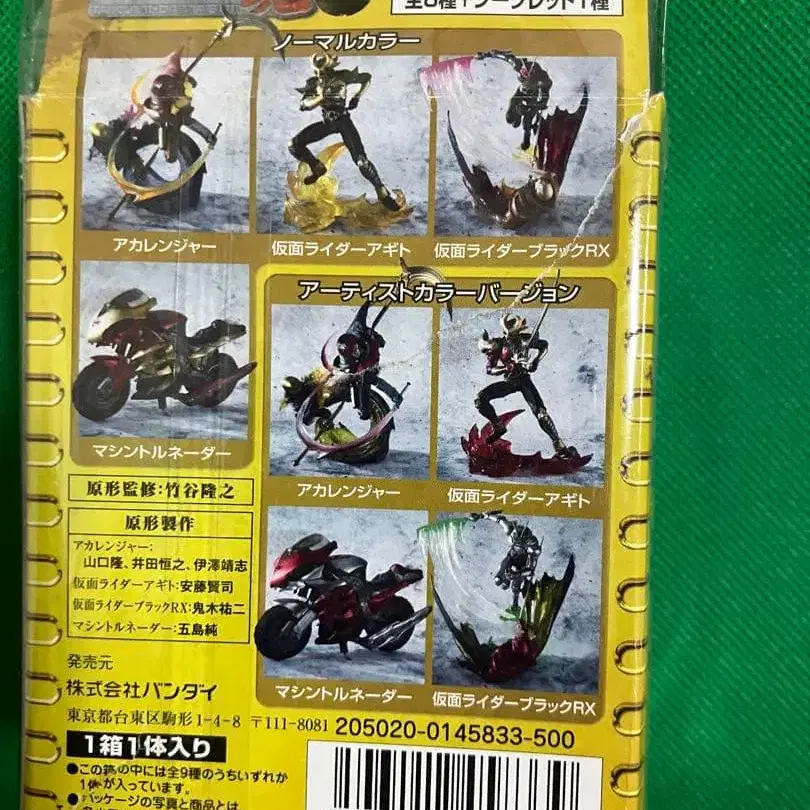 全8種+シークレット1種
ノーマルカラー
アカレンジャー
仮面ライダーアギト
仮面ライダーブラックRX
マシントルネーダー
アーティストカラーバージョン
アカレンジャー
仮面ライダーアギト
マシントルネーダー
仮面ライダーブラックRX
原形監修:竹谷隆之
原形製作
アカレンジャー:
山口隆、井田恒之、伊澤靖志
仮面ライダーアギト:安藤賢司
仮面ライダーブラックRX:鬼木祐二
マシントルネーダー:五島純
発売元
株式会社バンダイ
東京都台東区駒形1-4-8 〒111-8081
205020-0145833-500
1箱1体入り
●この箱の中には全9種のうちいずれか
1体が入っています。
●パッケージの写真と商品とは